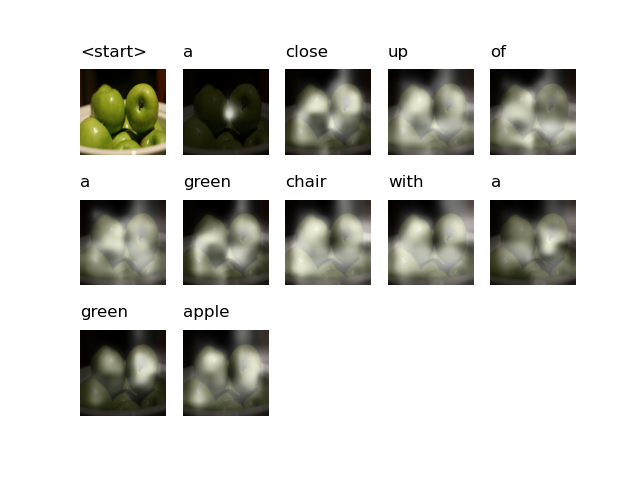 <start> a close up of
a green chair with a
green apple